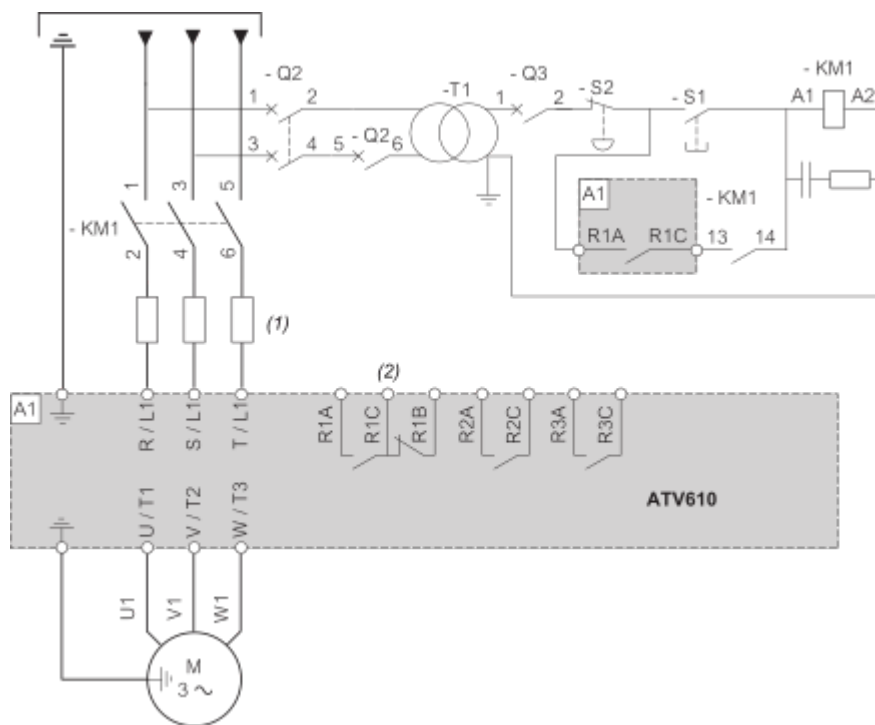 - Q2
-T1
- Q3
- S2
- S1
- KM1
1 2
1
2
A1 A2
3 4 5 - Q2 6
1 3 5
A1
- KM1
- KM1
R1A R1C 13 14
2 4 6
(1)
(2)
A1
R / L1
S / L1
T / L1
R1A
R1C
R1B
R2A
R2C
R3A
R3C
ATV610
U / T1
V / T2
W / T3
U1
V1
W1
M
3 ~